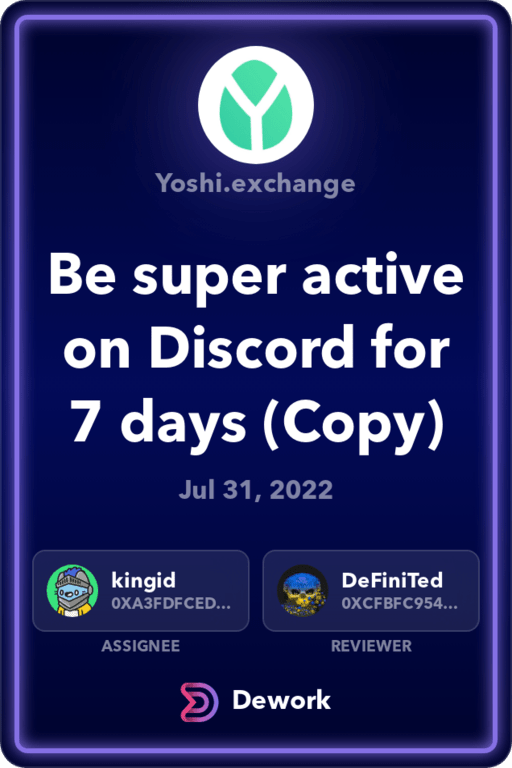 Yoshi.exchange
Be super active
on Discord for
7 days (Copy)
Jul 31, 2022
kingid
0XA3FDFCED...
ASSIGNEE
DeFiniTed
0XCFBFC954...
REVIEWER
Dework